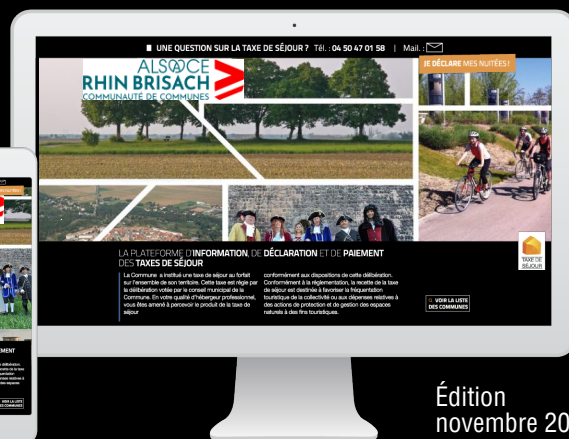 UNE QUESTION SUR LA TAXE DE SÉJOUR ? Tél. : 04 50 47 01 58 | Mail. :
JE DÉCLARE MES NUITÉES !
ALSACE
RHIN BRISACH
COMMUNAUTÉ DE COMMUNES
LA PLATEFORME D'INFORMATION, DE DÉCLARATION ET DE PAIEMENT
DES TAXES DE SÉJOUR
La Commune a institué une taxe de séjour au forfait
sur l'ensemble de son territoire. Cette taxe est régie par
la délibération votée par le conseil municipal de la
Commune. En votre qualité d'hébergeur professionnel,
vous êtes amené à percevoir le produit de la taxe de
séjour
conformément aux dispositions de cette délibération.
Conformément à la réglementation, la recette de la taxe
de séjour est destinée à favoriser la fréquentation
touristique de la collectivité ou aux dépenses relatives à
des actions de protection et de gestion des espaces
naturels à des fins touristiques.
TAXE DE
SÉJOUR
VOIR LA LISTE
DES COMMUNES
VOIR LA LISTE
DES COMMUNES
Édition
novembre 20